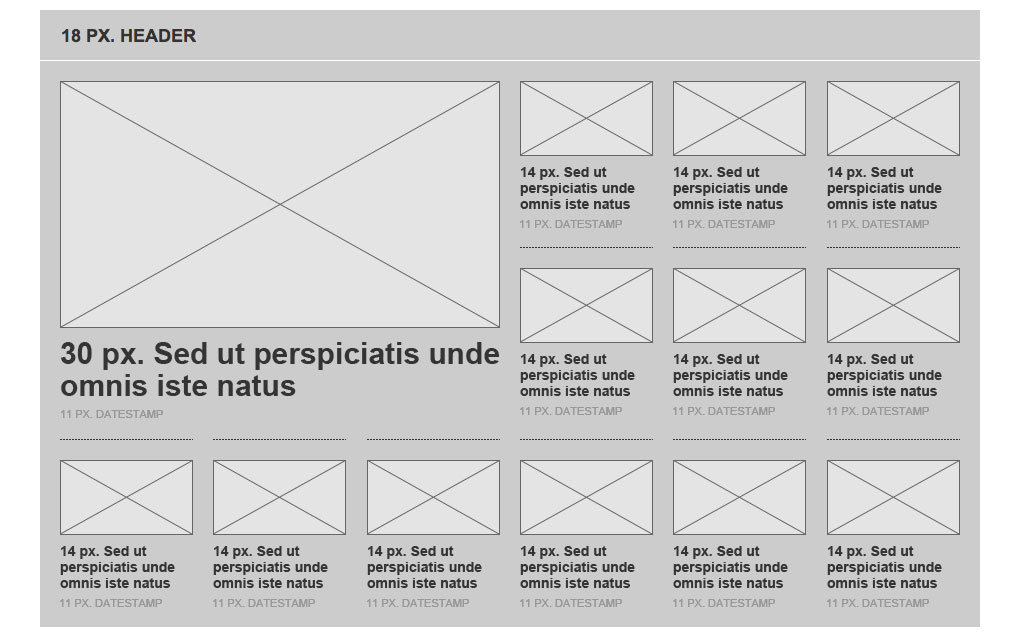 18 PX. HEADER
30 px. Sed ut perspiciatis unde
omnis iste natus
11 PX. DATESTAMP
14 px. Sed ut
perspiciatis unde
omnis iste natus
11 PX. DATESTAMP
14 px. Sed ut
perspiciatis unde
omnis iste natus
11 PX. DATESTAMP
14 px. Sed ut
perspiciatis unde
omnis iste natus
11 PX. DATESTAMP
14 px. Sed ut
perspiciatis unde
omnis iste natus
11 PX. DATESTAMP
14 px. Sed ut
perspiciatis unde
omnis iste natus
11 PX. DATESTAMP
14 px. Sed ut
perspiciatis unde
omnis iste natus
11 PX. DATESTAMP
14 px. Sed ut
perspiciatis unde
omnis iste natus
11 PX. DATESTAMP
14 px. Sed ut
perspiciatis unde
omnis iste natus
11 PX. DATESTAMP
14 px. Sed ut
perspiciatis unde
omnis iste natus
11 PX. DATESTAMP
14 px. Sed ut
perspiciatis unde
omnis iste natus
11 PX. DATESTAMP
14 px. Sed ut
perspiciatis unde
omnis iste natus
11 PX. DATESTAMP
14 px. Sed ut
perspiciatis unde
omnis iste natus
11 PX. DATESTAMP